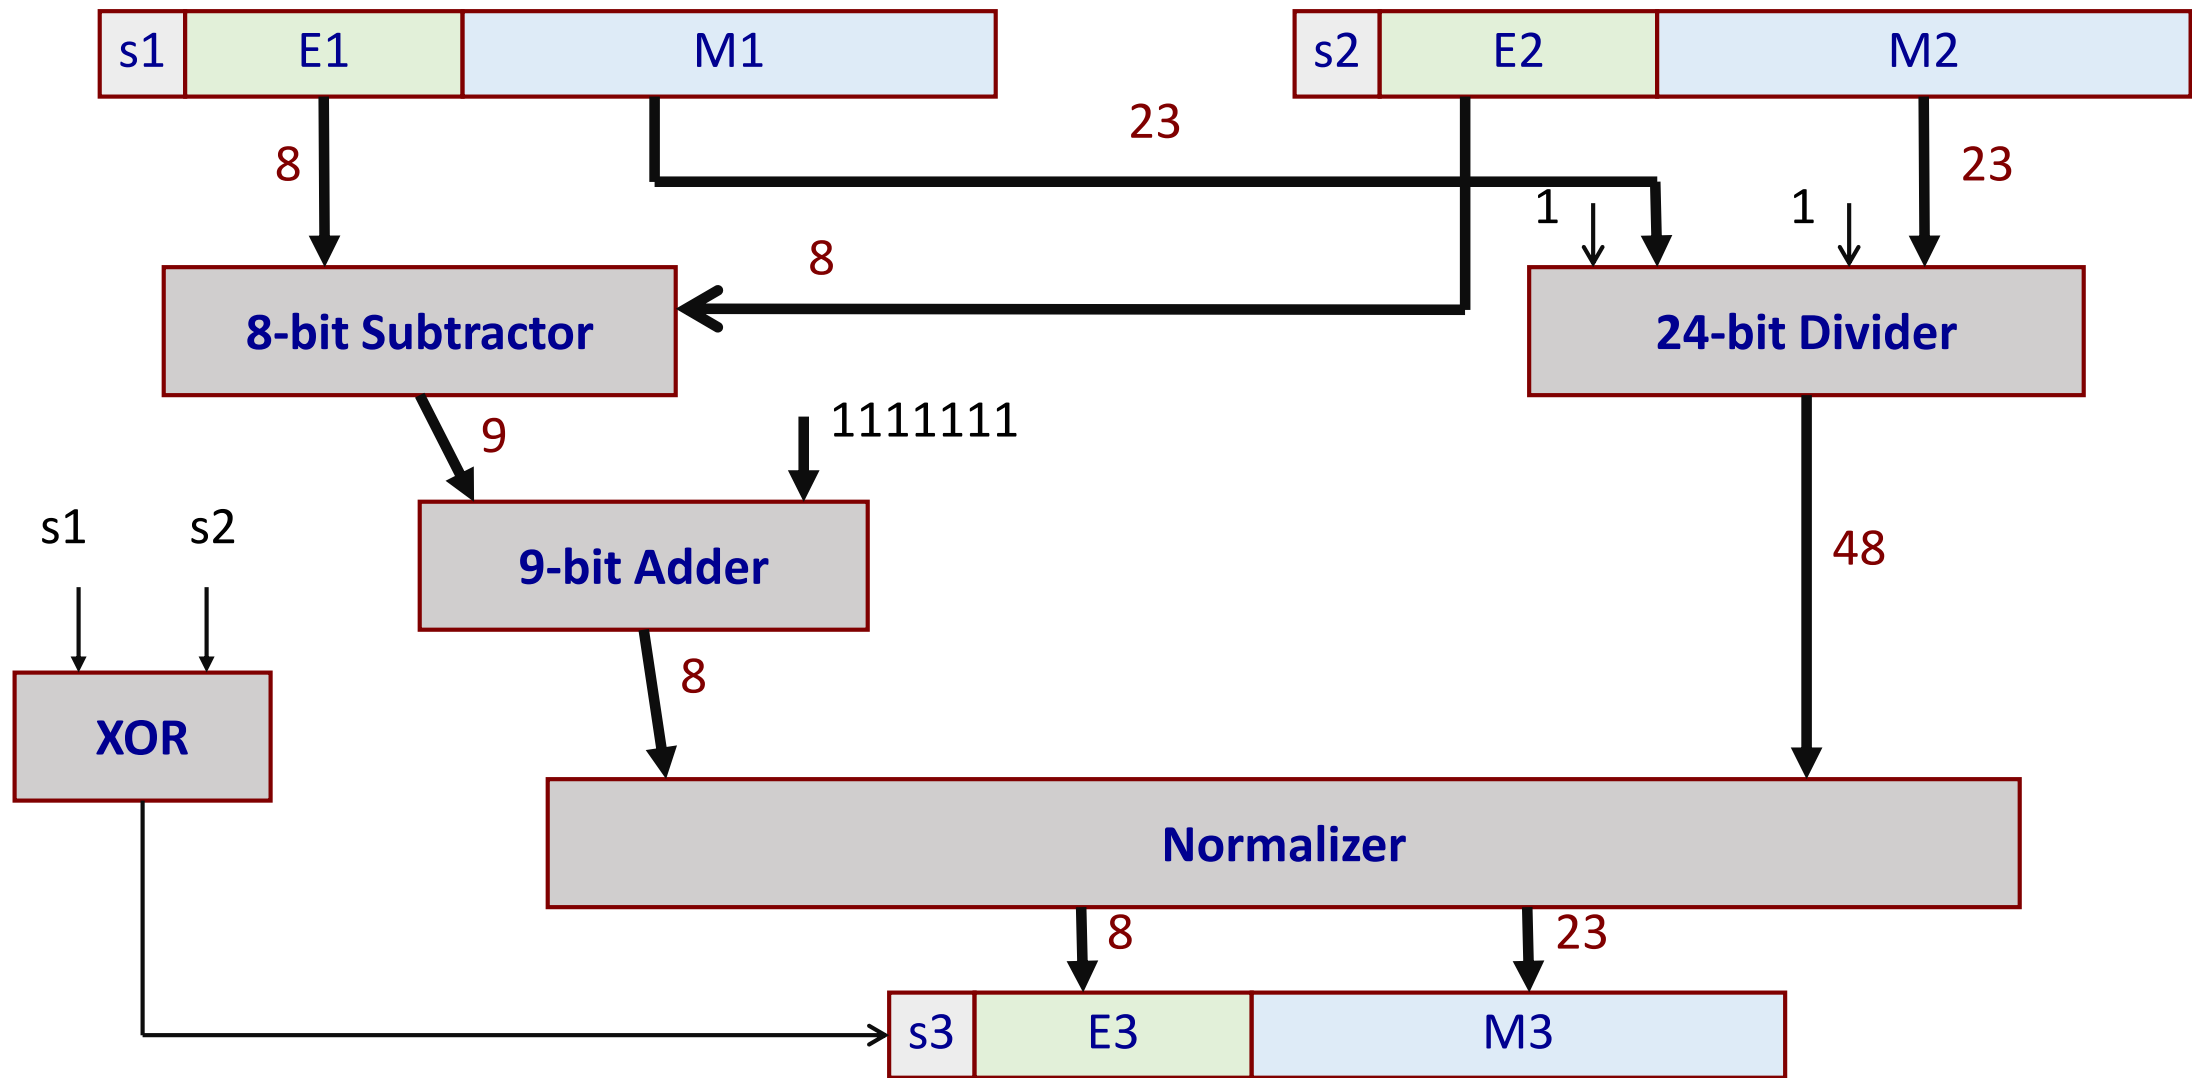 s1 E1 M1 s2 E2 M2
23
8 23
1 1
8
8-bit Subtractor 24-bit Divider
9 1111111
s1 s2
9-bit Adder 48
8
XOR
Normalizer
8 23
s3 E3 M3